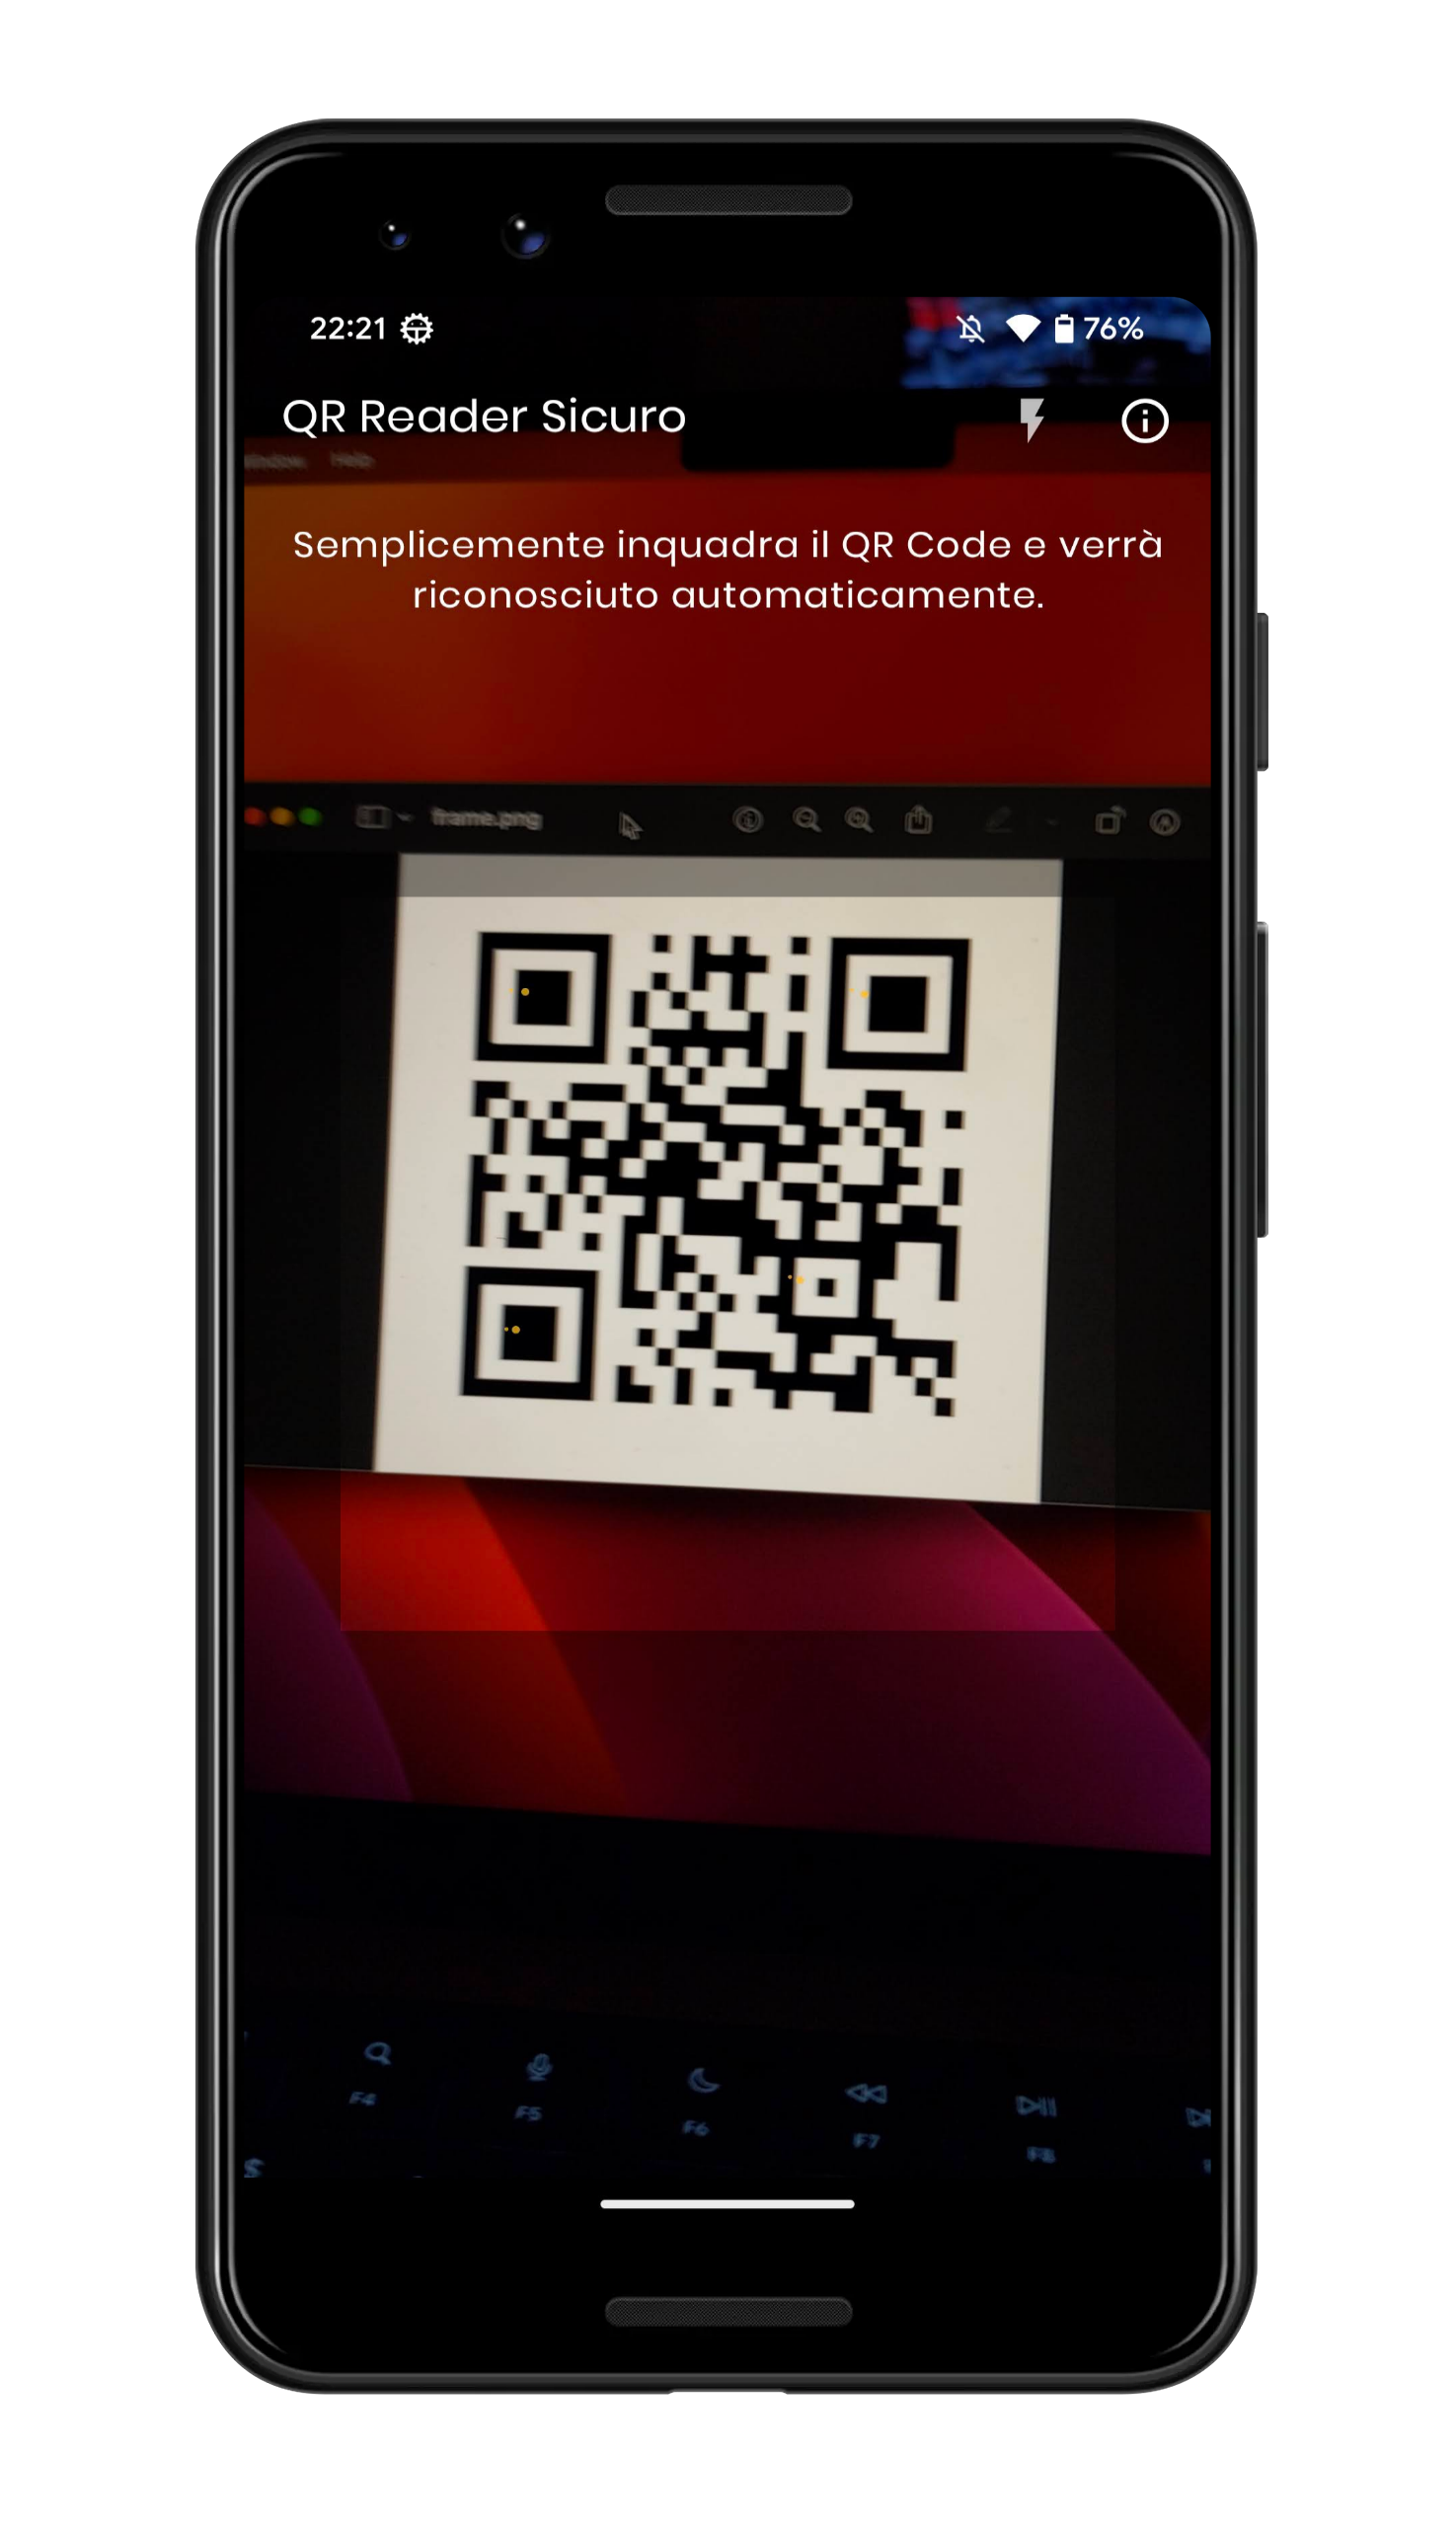 22:21
76%
QR Reader Sicuro
Window Help
Semplicemente inquadra il QR Code e verrà
riconosciuto automaticamente.
frame.png
F4
F5
F6
F7
F8
$